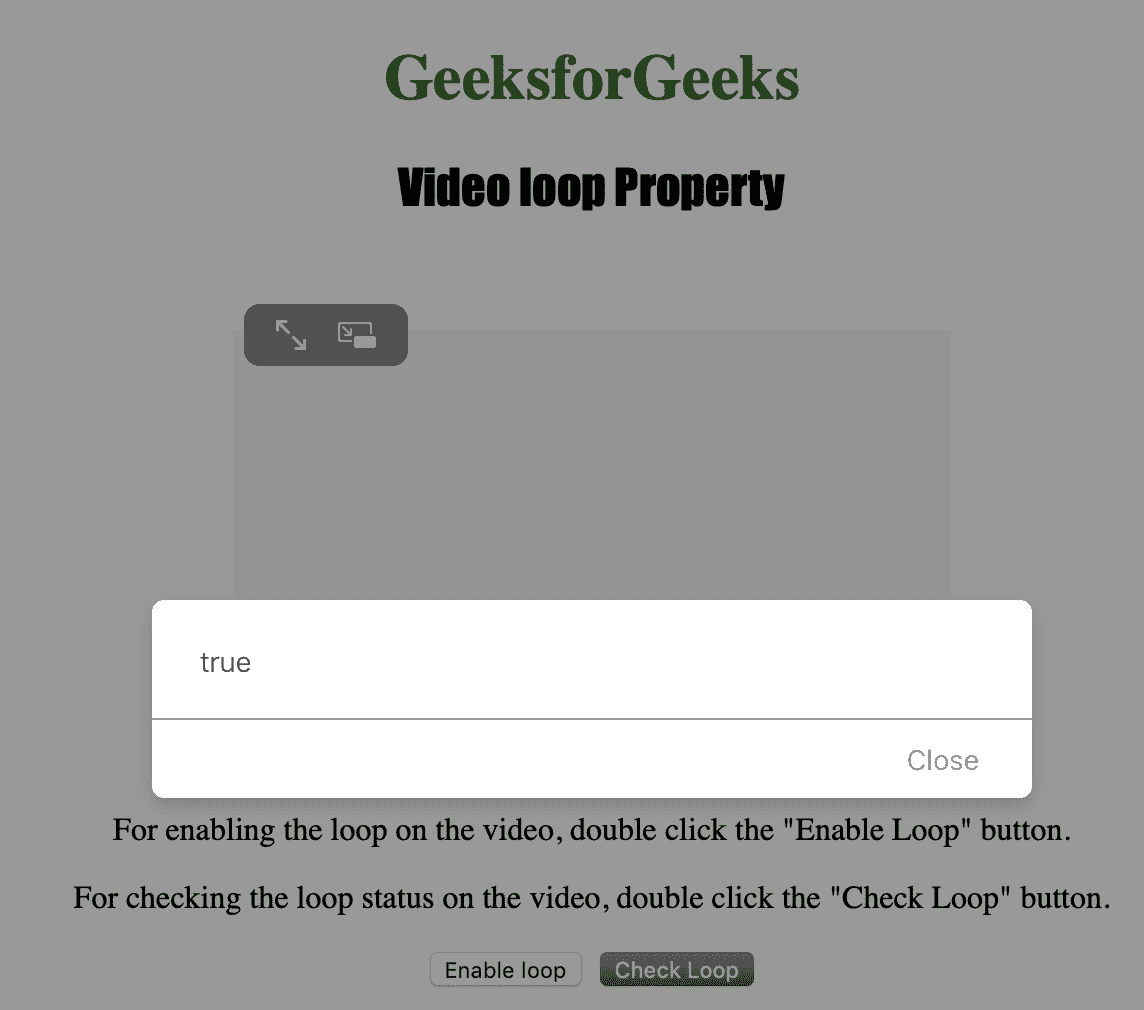 GeeksforGeeks
Video loop Property
true
Close
For enabling the loop on the video, double click the "Enable Loop" button.
For checking the loop status on the video, double click the "Check Loop" button.
Enable loop Check Loop